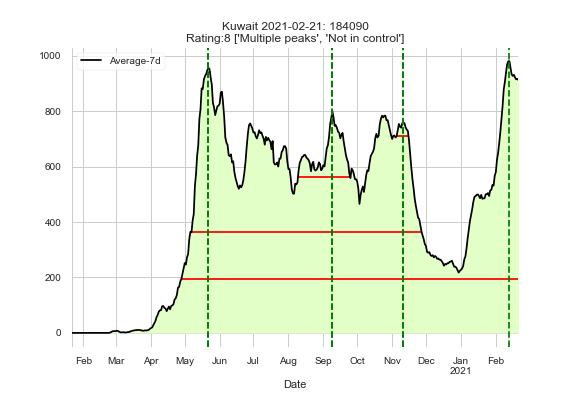 Kuwait 2021-02-21: 184090
Rating:8 ['Multiple peaks', 'Not in control']
Average-7d
1000
800
600
400
200
0
Feb Mar Apr May Jun Jul Aug Sep Oct Nov Dec Jan Feb
2021
Date